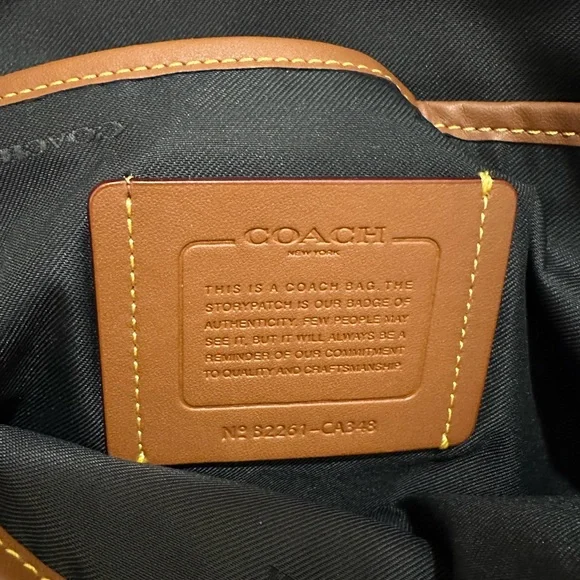 COACH
COACH
NEW YORK
THIS IS A COACH BAG. THE
STORYPATCH IS OUR BADGE OF
AUTHENTICITY. FEW PEOPLE MAY
SEE IT, BUT IT WILL ALWAYS BE A
REMINDER OF OUR COMMITMENT
TO QUALITY AND CRAFTSMANSHIP.
Nº B2261-CA348